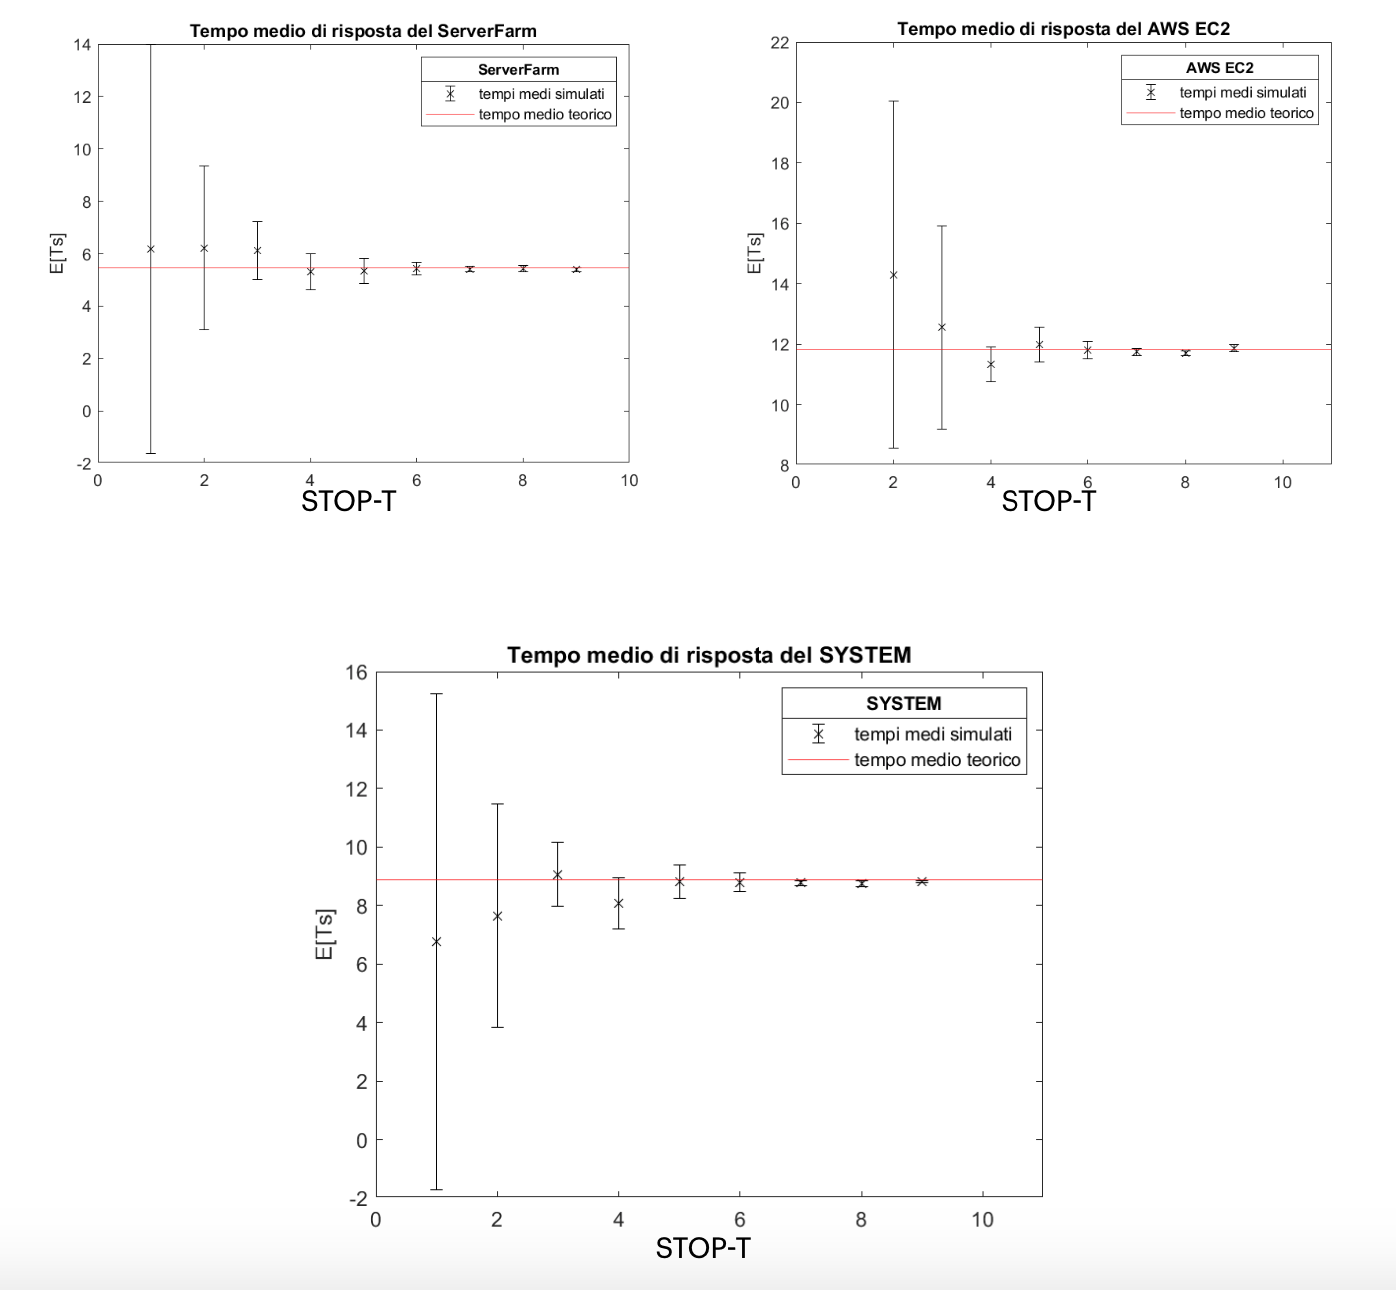 Tempo medio di risposta del ServerFarm
14
12
10
8
6
4
2
0
-2
E[Ts]
ServerFarm
tempi medi simulati
tempo medio teorico
0 2 4 6 8 10
STOP-T
Tempo medio di risposta del AWS EC2
22
20
18
16
14
12
10
8
E[Ts]
AWS EC2
tempi medi simulati
tempo medio teorico
0 2 4 6 8 10
STOP-T
Tempo medio di risposta del SYSTEM
16
14
12
10
8
6
4
2
0
-2
E[Ts]
SYSTEM
tempi medi simulati
tempo medio teorico
0 2 4 6 8 10
STOP-T